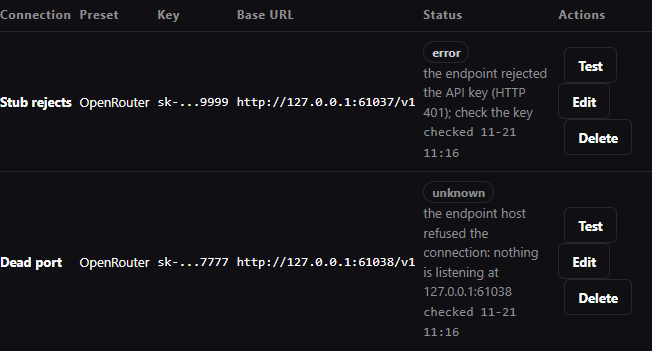 Connection Preset Key Base URL Status Actions
error
the endpoint rejected
the API key (HTTP
401); check the key
checked 11-21
11:16
Stub rejects OpenRouter sk-...9999 http://127.0.0.1:61037/v1
Test
Edit
Delete
unknown
the endpoint host
refused the
connection: nothing
is listening at
127.0.0.1:61038
checked 11-21
11:16
Dead port OpenRouter sk-...7777 http://127.0.0.1:61038/v1
Test
Edit
Delete